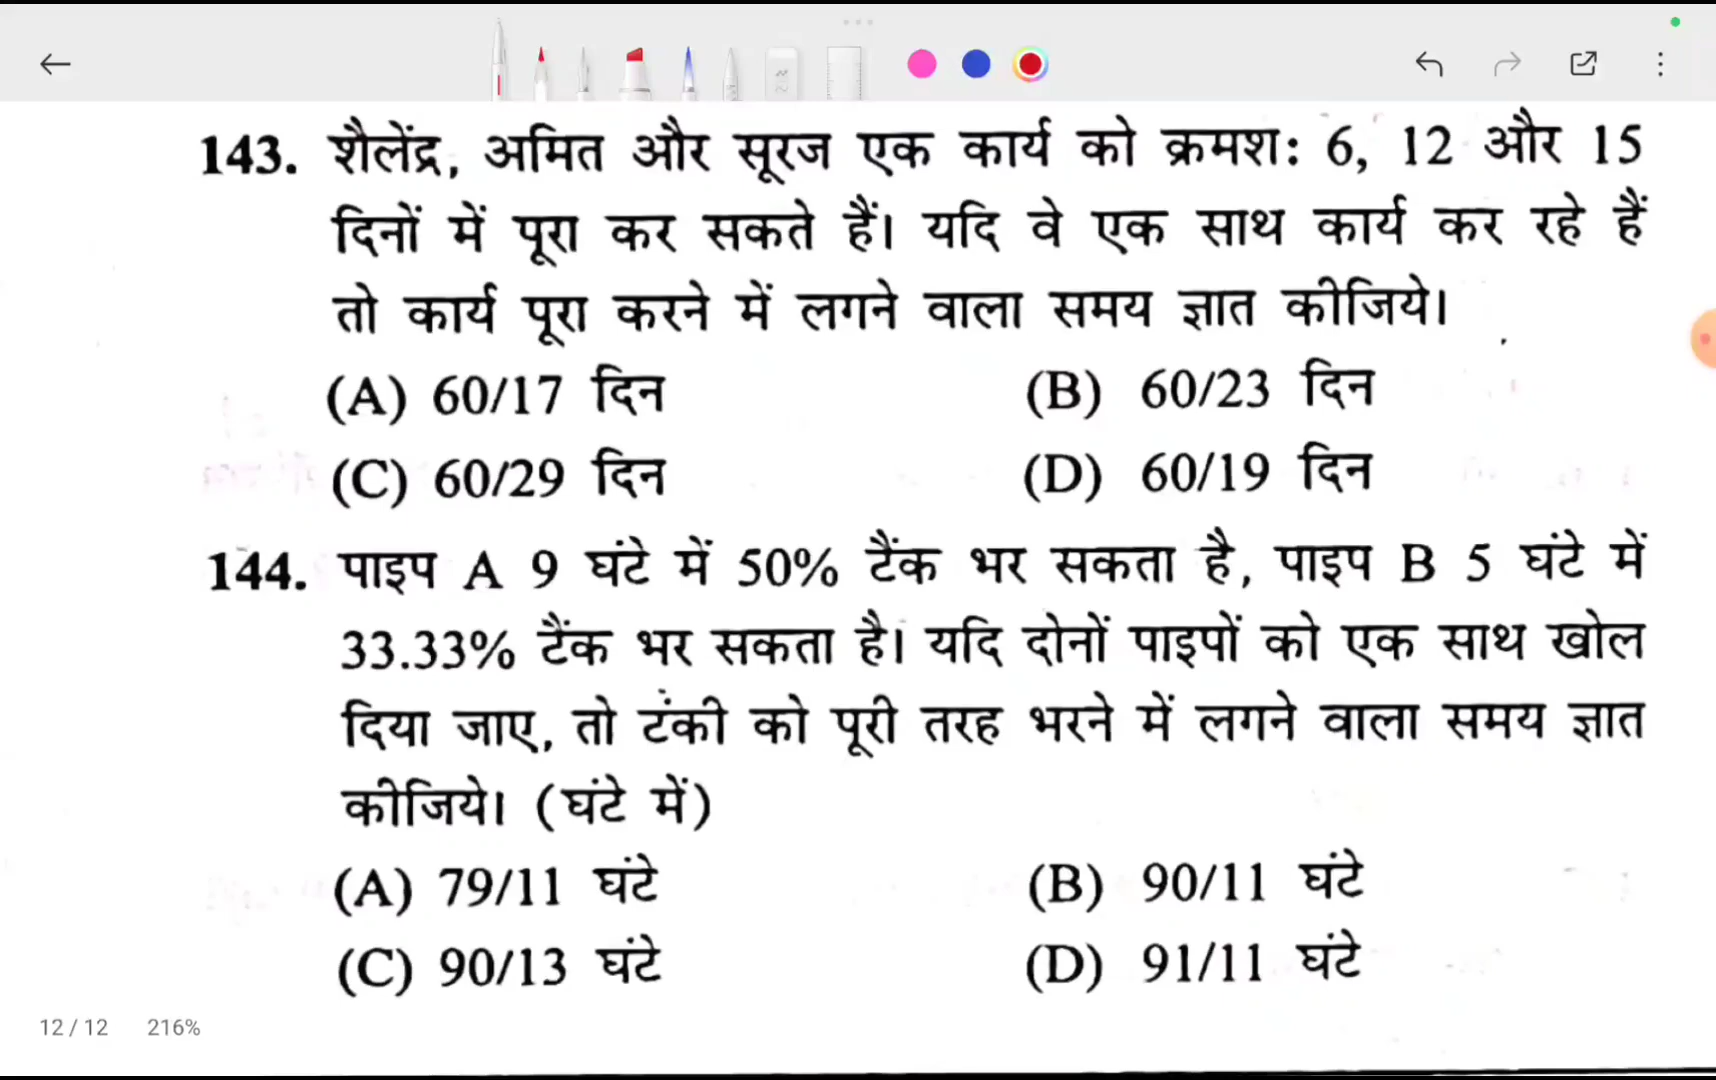 143. शैलेंद्र, अमित और सूरज एक कार्य को क्रमश: 6, 12 और 15
दिनों में पूरा कर सकते हैं। यदि वे एक साथ कार्य कर रहे हैं
तो कार्य पूरा करने में लगने वाला समय ज्ञात कीजिये।
(A) 60/17 दिन (B) 60/23 दिन
(C) 60/29 दिन (D) 60/19 दिन
144. पाइप A 9 घंटे में 50% टैंक भर सकता है, पाइप B 5 घंटे में
33.33% टैंक भर सकता है। यदि दोनों पाइपों को एक साथ खोल
दिया जाए, तो टंकी को पूरी तरह भरने में लगने वाला समय ज्ञात
कीजिये। (घंटे में)
(A) 79/11 घंटे (B) 90/11 घंटे
(C) 90/13 घंटे (D) 91/11 घंटे
12 / 12 216%